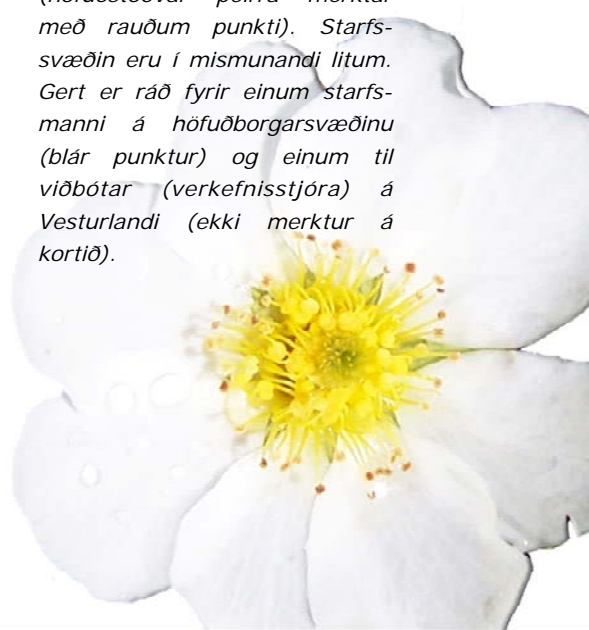 með rauðum punkti). Starfs-
svæðin eru í mismunandi litum.
Gert er ráð fyrir einum starfs-
manni á höfuðborgarsvæðinu
(blár punktur) og einum til
viðbótar (verkefnisstjóra) á
Vesturlandi (ekki merktur á
kortið).